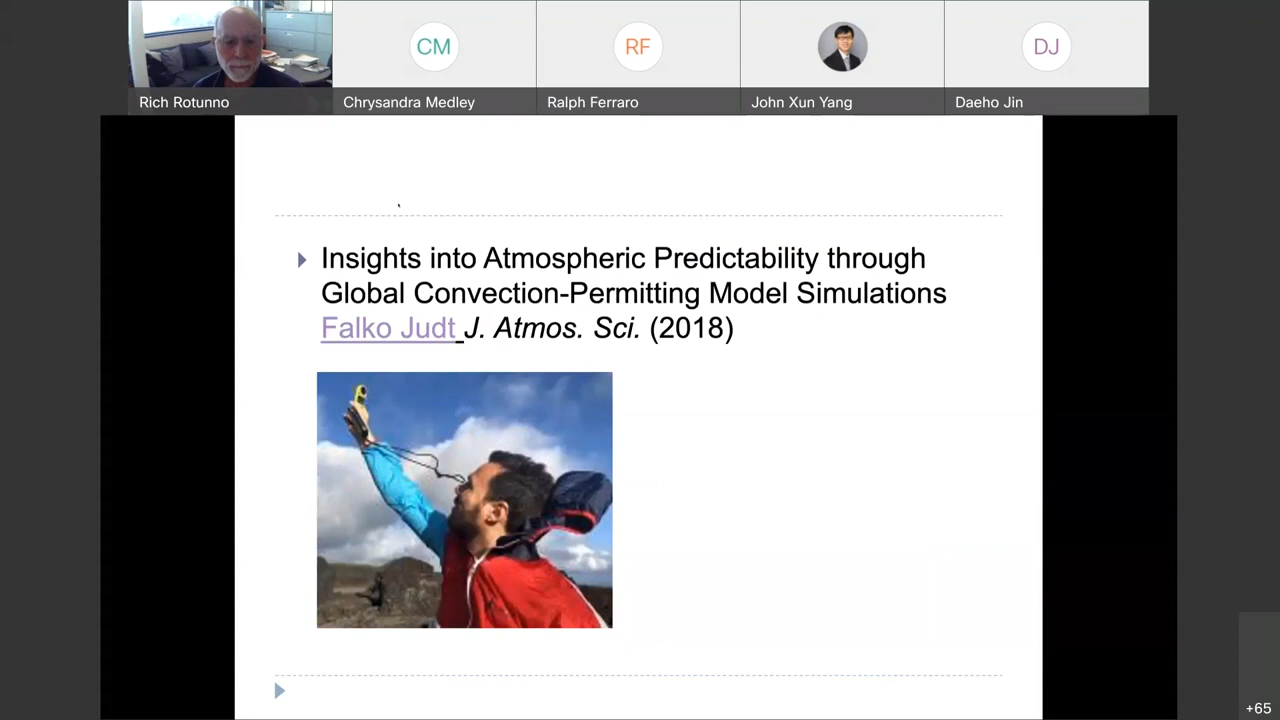 CM
RF
DJ
Rich Rotunno
Chrysandra Medley
Ralph Ferraro
John Xun Yang
Daeho Jin
Insights into Atmospheric Predictability through
Global Convection-Permitting Model Simulations
Falko Judt J. Atmos. Sci. (2018)
+65